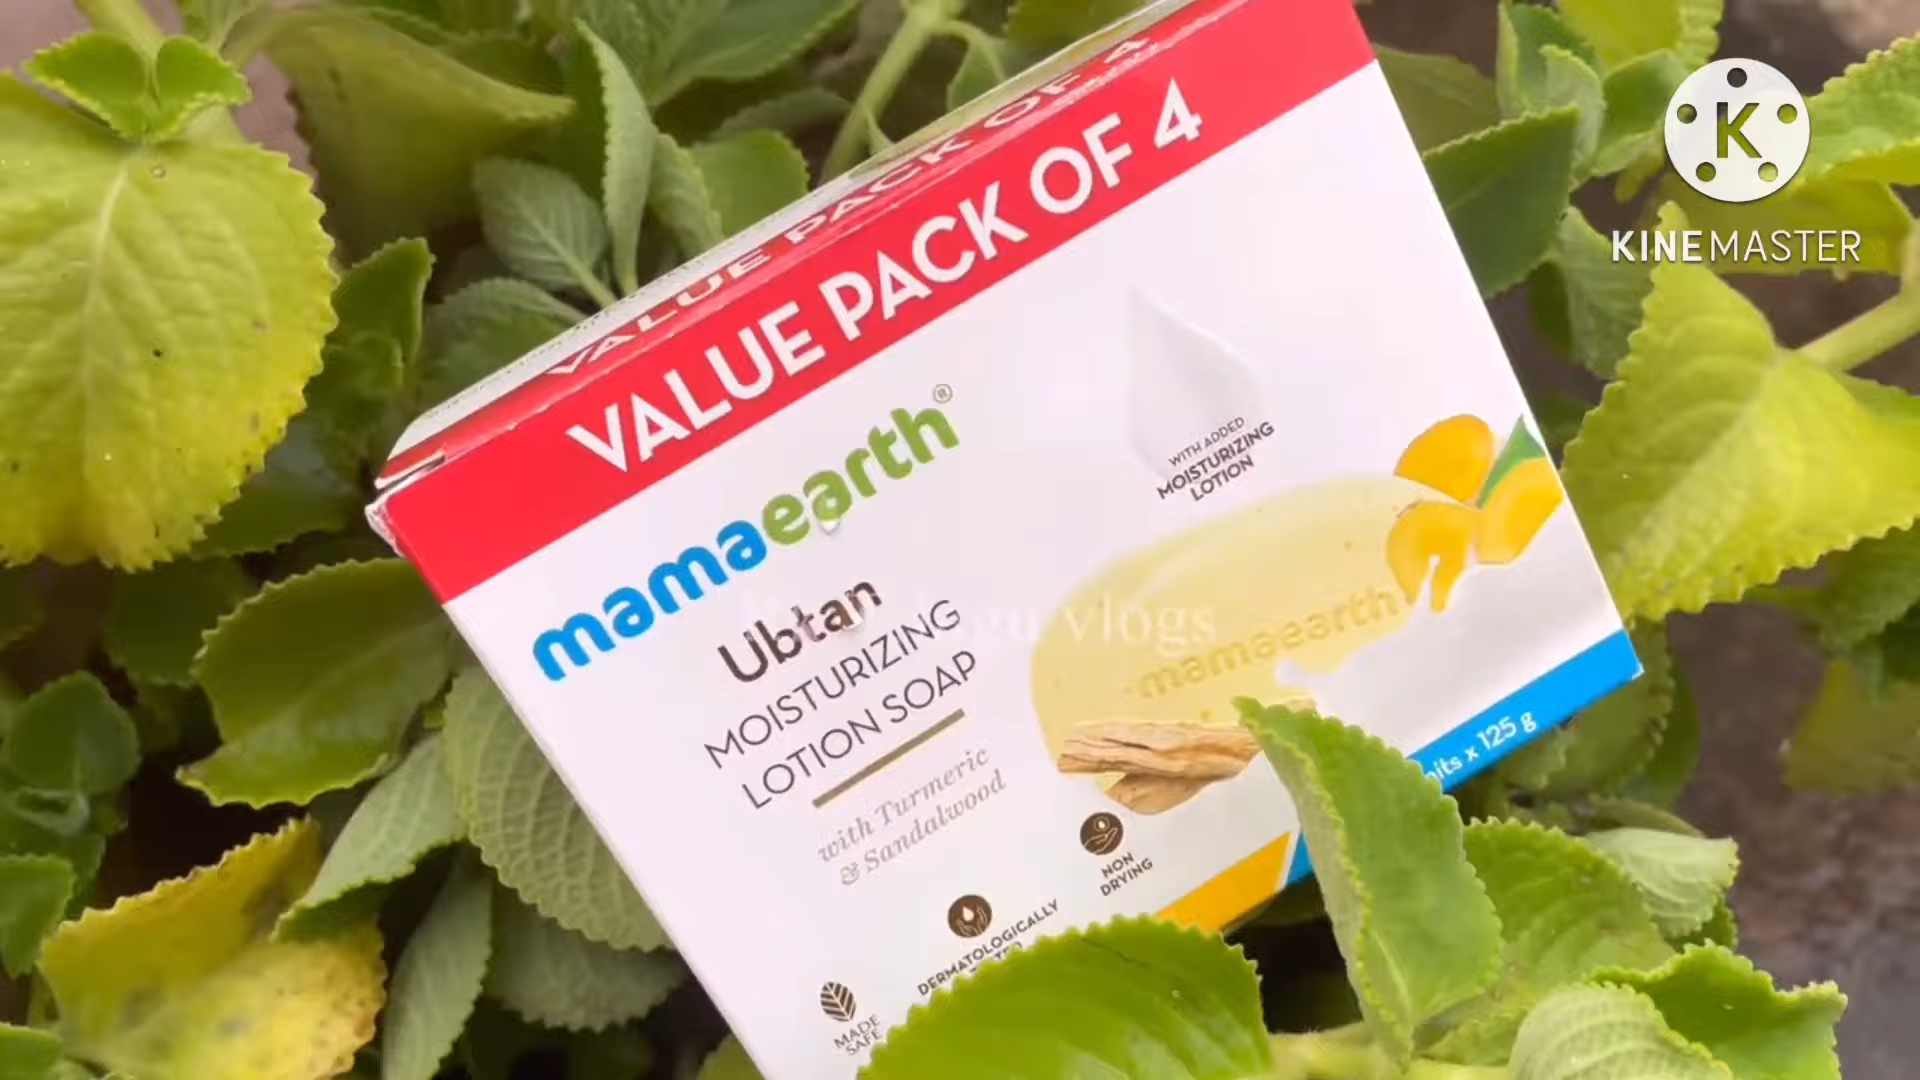 VALUE PACK OF 4
VALUE PACK OF 4
mamaearth®
Ubtan
MOISTURIZING
LOTION SOAP
with Turmeric
& Sandalwood
WITH ADDED
MOISTURIZING
LOTION
mamaearth
x 125 g
NON
DRYING
DERMATOLOGICALLY
MADE
SAFE
vlogs
K
KINEMASTER